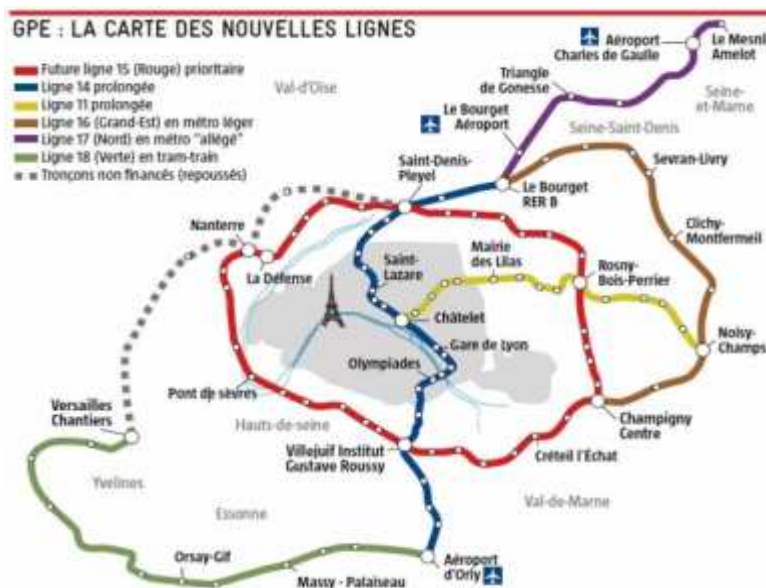 GPE : LA CARTE DES NOUVELLES LIGNES
Future ligne 15 (Rouge) prioritaire
Ligne 14 prolongée
Ligne 11 prolongée
Ligne 16 (Grand-Est) en métro léger
Ligne 17 (Nord) en métro "allégé"
Ligne 18 (Verte) en tram-train
Tronçons non financés (repoussés)
Val-d'Oise
Aéroport
Charles de Gaulle
Le Mesnil
Amelot
Triangle
de Gonesse
Seine-
et-Marne
Le Bourget
Aéroport
Seine-Saint-Denis
Saint-Denis-
Pleyel
Sevran-Livry
Le Bourget
RER B
Nanterre
Clichy-
Montfermeil
La Défense
Saint-
Lazare
Mairie
des Lilas
Rosny-
Bois-Perrier
Châtelet
Gare de Lyon
Noisy-
Champs
Olympiades
Pont de sèvres
Versailles
Chantiers
Hauts-de-seine
Champigny
Centre
Villejuif Institut
Gustave Roussy
Créteil l'Échat
Yvelines
Val-de-Marne
Essonne
Orsay-Gif
Massy - Palaiseau
Aéroport
d'Orly